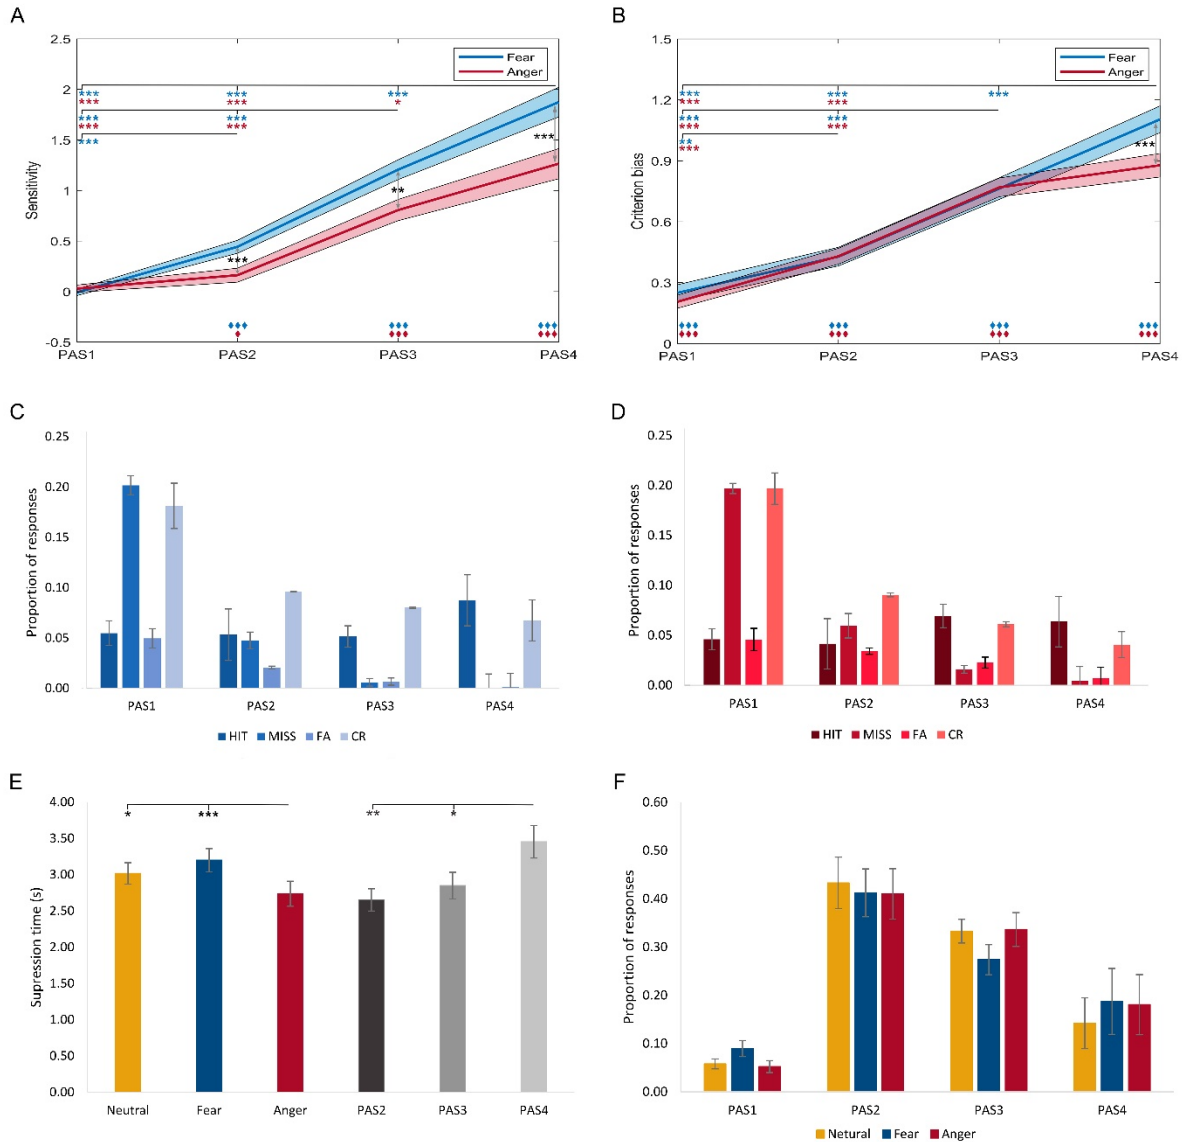 A
2.5
2
1.5
1
0.5
0
-0.5
Sensitivity
Fear
Anger
*** *** ***
*** *** *
*** ***
*** ***
***
***
**
***
♦♦♦ ♦♦♦ ♦♦♦
♦ ♦♦♦ ♦♦♦
PAS1 PAS2 PAS3 PAS4
B
1.5
1.2
0.9
0.6
0.3
0
Criterion bias
Fear
Anger
*** *** ***
*** ***
*** ***
*** ***
**
***
***
♦♦♦ ♦♦♦ ♦♦♦ ♦♦♦
♦♦♦ ♦♦♦ ♦♦♦ ♦♦♦
PAS1 PAS2 PAS3 PAS4
C
0.25
0.20
0.15
0.10
0.05
0.00
Proportion of responses
PAS1 PAS2 PAS3 PAS4
HIT MISS FA CR
D
0.25
0.20
0.15
0.10
0.05
0.00
Proportion of responses
PAS1 PAS2 PAS3 PAS4
HIT MISS FA CR
E
4.00
3.50
3.00
2.50
2.00
1.50
1.00
0.50
0.00
Supression time (s)
* *** ** *
Neutral Fear Anger PAS2 PAS3 PAS4
F
0.60
0.50
0.40
0.30
0.20
0.10
0.00
Proportion of responses
PAS1 PAS2 PAS3 PAS4
Netural Fear Anger